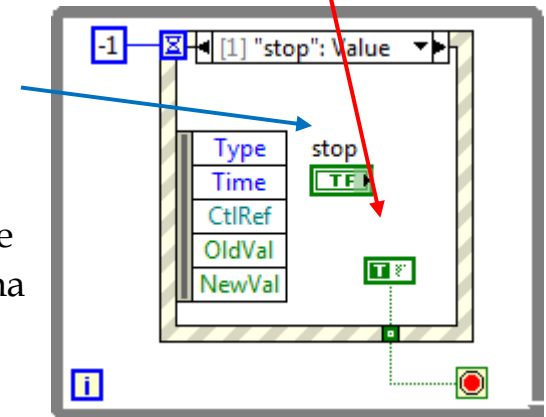 -1
[1] "stop": Value
Type
Time
CtlRef
OldVal
NewVal
stop
TF
T
i